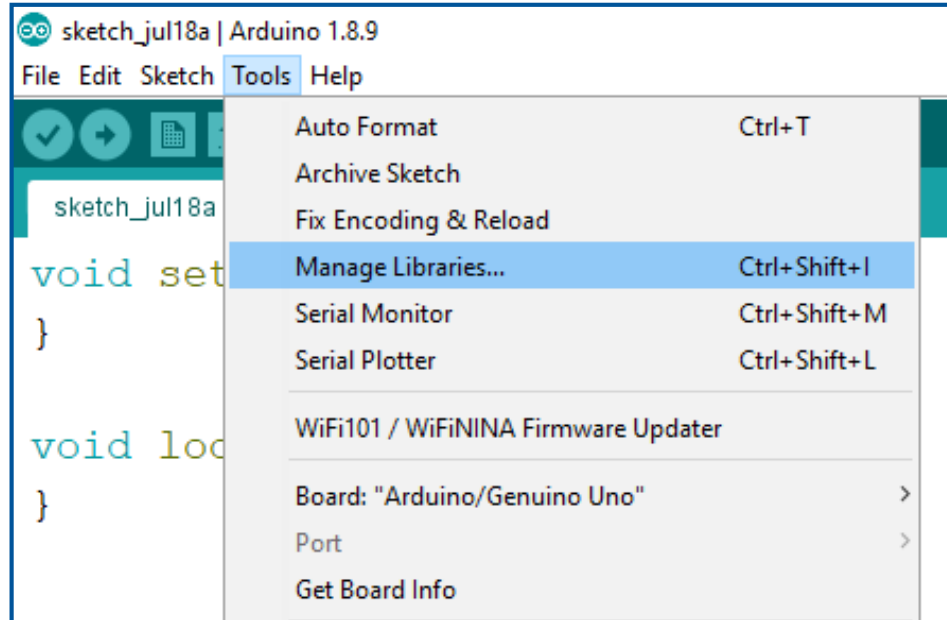 sketch_jul18a | Arduino 1.8.9
File Edit Sketch Tools Help
Auto Format Ctrl+T
Archive Sketch
sketch_jul18a
Fix Encoding & Reload
void set
Manage Libraries... Ctrl+Shift+I
}
Serial Monitor Ctrl+Shift+M
Serial Plotter Ctrl+Shift+L
WiFi101 / WiFiNINA Firmware Updater
void loo
Board: "Arduino/Genuino Uno" >
}
Port >
Get Board Info